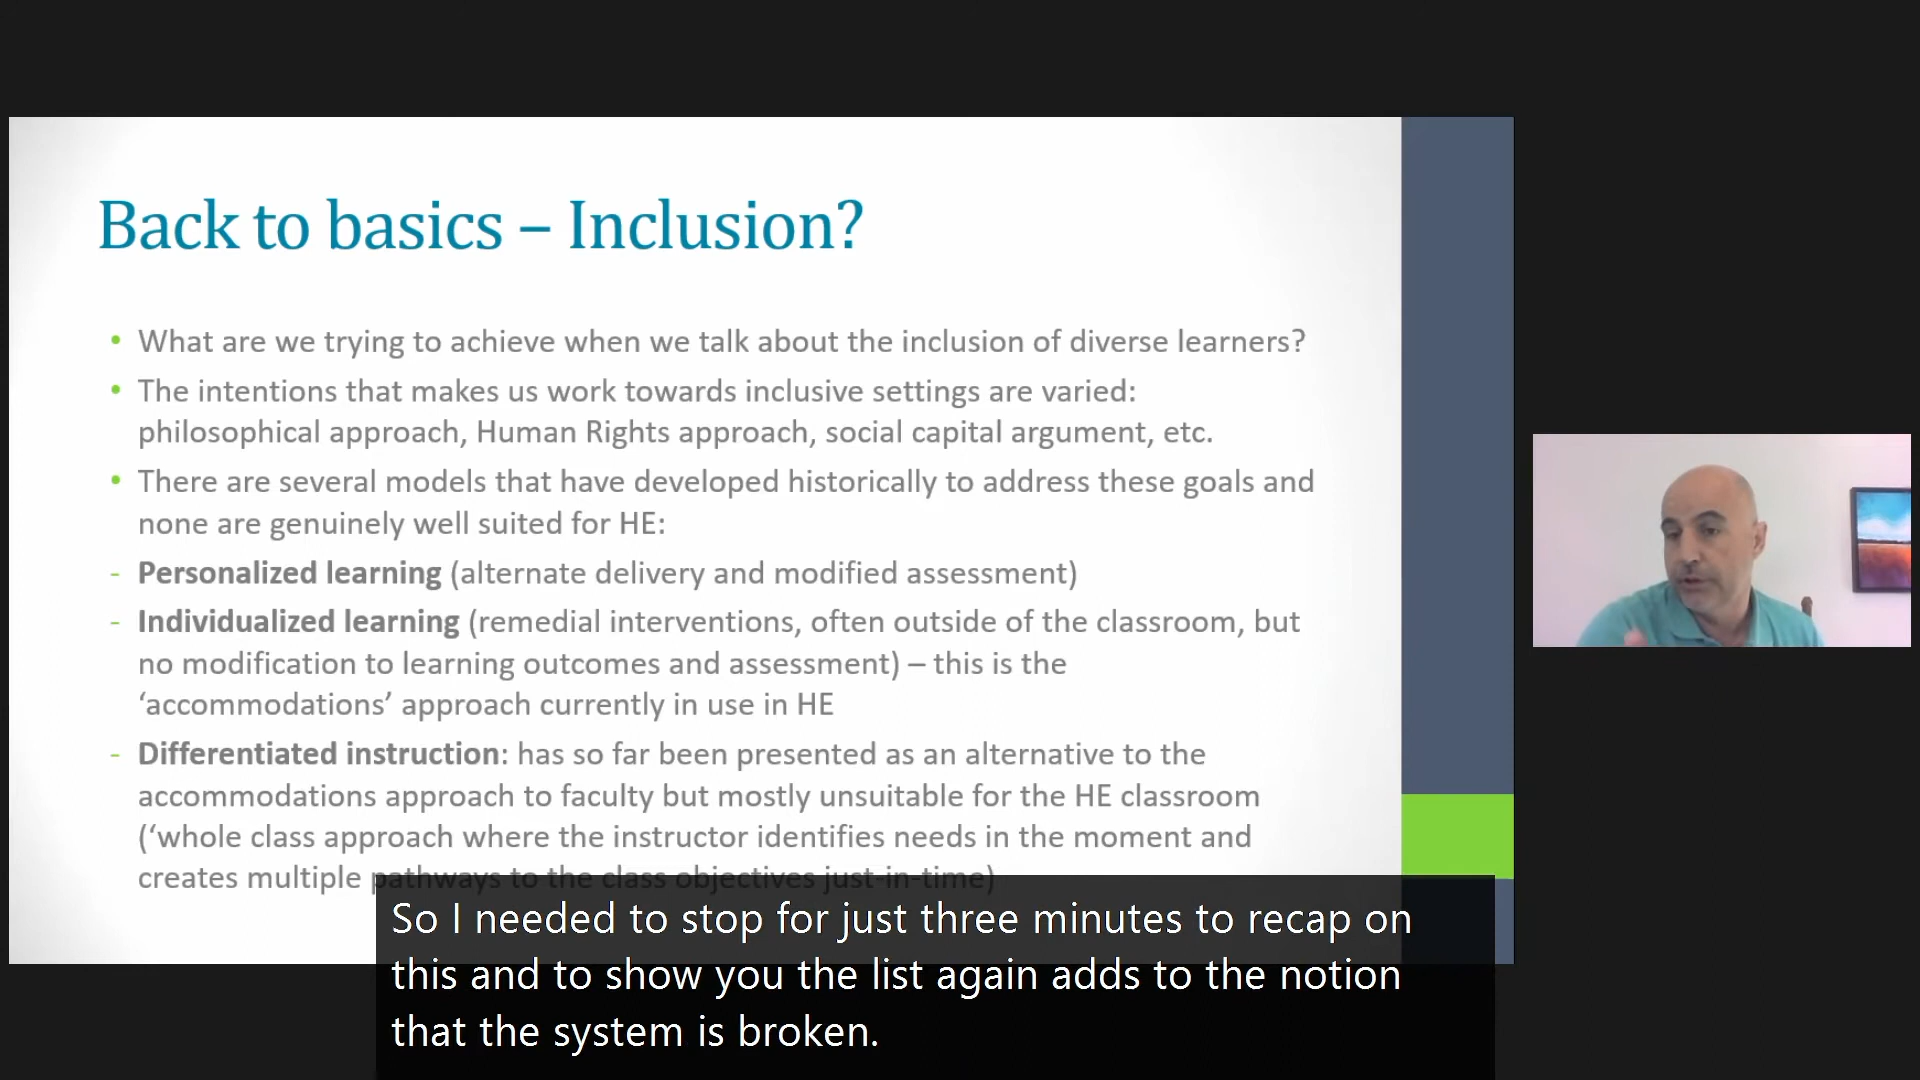 Back to basics – Inclusion?
• What are we trying to achieve when we talk about the inclusion of diverse learners?
• The intentions that makes us work towards inclusive settings are varied:
philosophical approach, Human Rights approach, social capital argument, etc.
• There are several models that have developed historically to address these goals and
none are genuinely well suited for HE:
- Personalized learning (alternate delivery and modified assessment)
- Individualized learning (remedial interventions, often outside of the classroom, but
no modification to learning outcomes and assessment) – this is the
‘accommodations’ approach currently in use in HE
- Differentiated instruction: has so far been presented as an alternative to the
accommodations approach to faculty but mostly unsuitable for the HE classroom
(‘whole class approach where the instructor identifies needs in the moment and
creates multiple pathways to the class objectives just-in-time)
So I needed to stop for just three minutes to recap on
this and to show you the list again adds to the notion
that the system is broken.